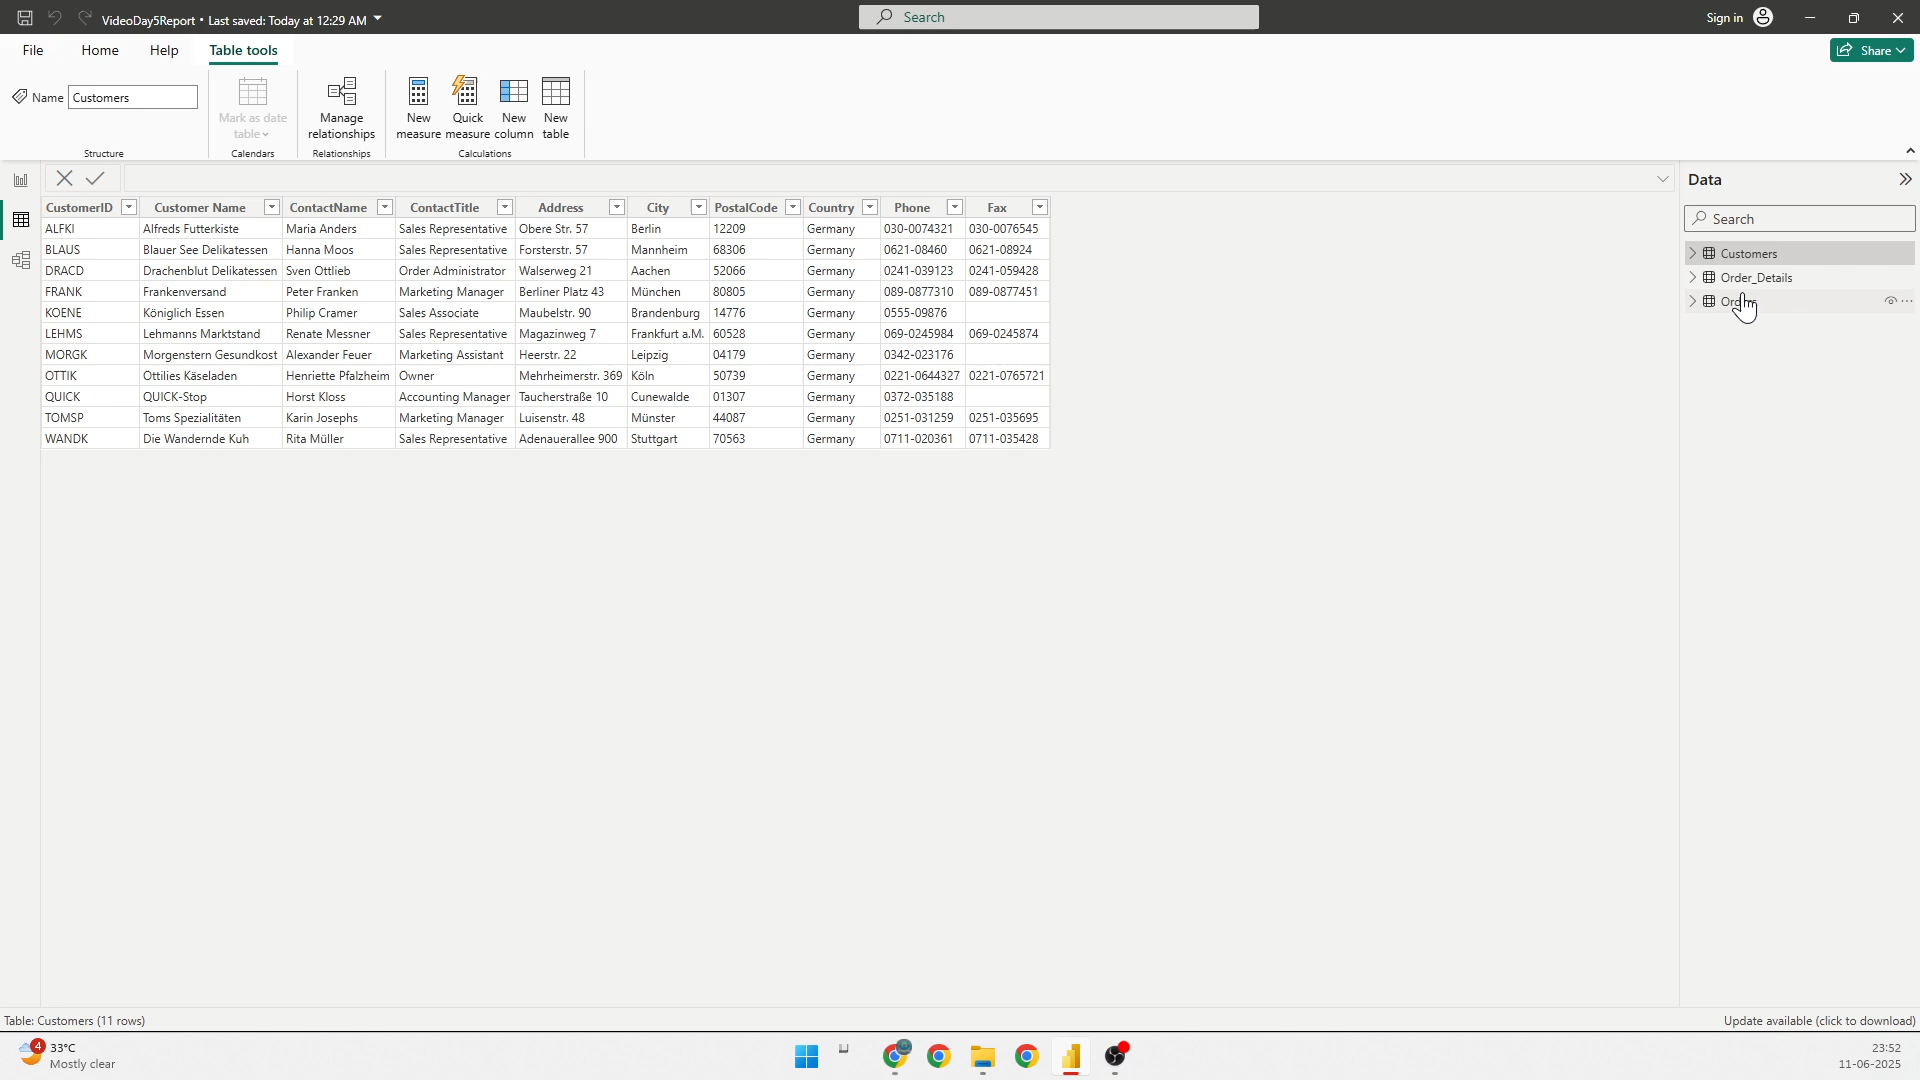 VideoDay5Report • Last saved: Today at 12:29 AM
Search
Sign in
File
Home
Help
Table tools
Share
Name
Customers
Mark as date table
Manage relationships
New measure
Quick measure
New column
New table
Structure
Calendars
Relationships
Calculations
Data
Search
Customers
Order_Details
CustomerID Customer Name ContactName ContactTitle Address City PostalCode Country Phone Fax
ALFKI Alfreds Futterkiste Maria Anders Sales Representative Obere Str. 57 Berlin 12209 Germany 030-0074321 030-0076545
BLAUS Blauer See Delikatessen Hanna Moos Sales Representative Forsterstr. 57 Mannheim 68306 Germany 0621-08460 0621-08924
DRACD Drachenblut Delikatessen Sven Ottlieb Order Administrator Walserweg 21 Aachen 52066 Germany 0241-039123 0241-059428
FRANK Frankenversand Peter Franken Marketing Manager Berliner Platz 43 München 80805 Germany 089-0877310 089-0877451
KOENE Königlich Essen Philip Cramer Sales Associate Maubelstr. 90 Brandenburg 14776 Germany 0555-09876
LEHMS Lehmanns Marktstand Renate Messner Sales Representative Magazinweg 7 Frankfurt a.M. 60528 Germany 069-0245984 069-0245874
MORGK Morgenstern Gesundkost Alexander Feuer Marketing Assistant Heerstr. 22 Leipzig 04179 Germany 0342-023176
OTTIK Ottilies Käseladen Henriette Pfalzheim Owner Mehrheimerstr. 369 Köln 50739 Germany 0221-0644327 0221-0765721
QUICK QUICK-Stop Horst Kloss Accounting Manager Taucherstraße 10 Cunewalde 01307 Germany 0372-035188
TOMSP Toms Spezialitäten Karin Josephs Marketing Manager Luisenstr. 48 Münster 44087 Germany 0251-031259 0251-035695
WANDK Die Wandernde Kuh Rita Müller Sales Representative Adenauerallee 900 Stuttgart 70563 Germany 0711-020361 0711-035428
Table: Customers (11 rows)
Update available (click to download)
4
33°C
Mostly clear
23:52
11-06-2025